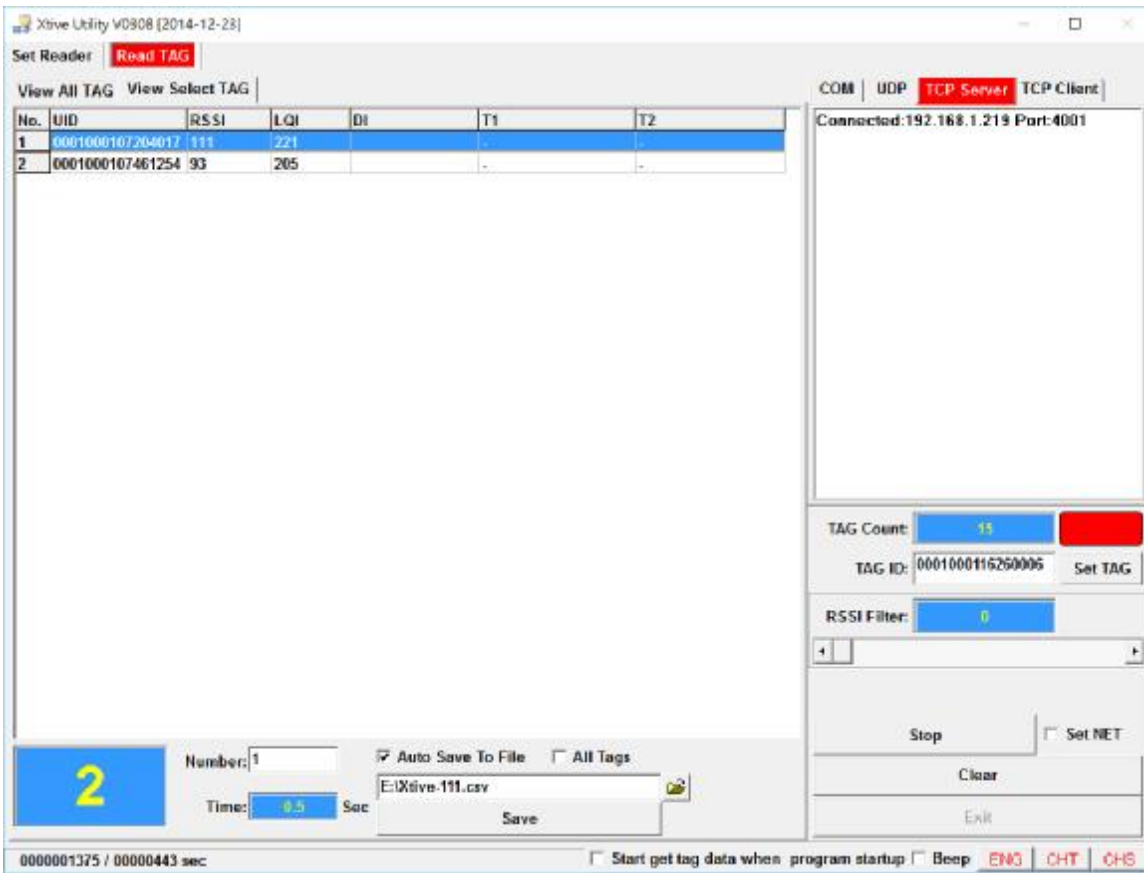 Xtive Utility V0308 [2014-12-23]
Set Reader Read TAG
View All TAG View Select TAG
No. UID RSSI LQI DI T1 T2
1 0001000107204017 111 221 - -
2 0001000107461254 93 205 - -
COM UDP TCP Server TCP Client
Connected:192.168.1.219 Port:4001
TAG Count: 15
TAG ID: 0001000116260006 Set TAG
RSSI Filter: 0
Stop Set NET
Clear
Exit
2
Number: 1
Time: 0.5 Sec
Auto Save To File All Tags
E:\Xtive-111.csv
Save
0000001375 / 00000443 sec
Start get tag data when program startup Beep ENG CHT CHS